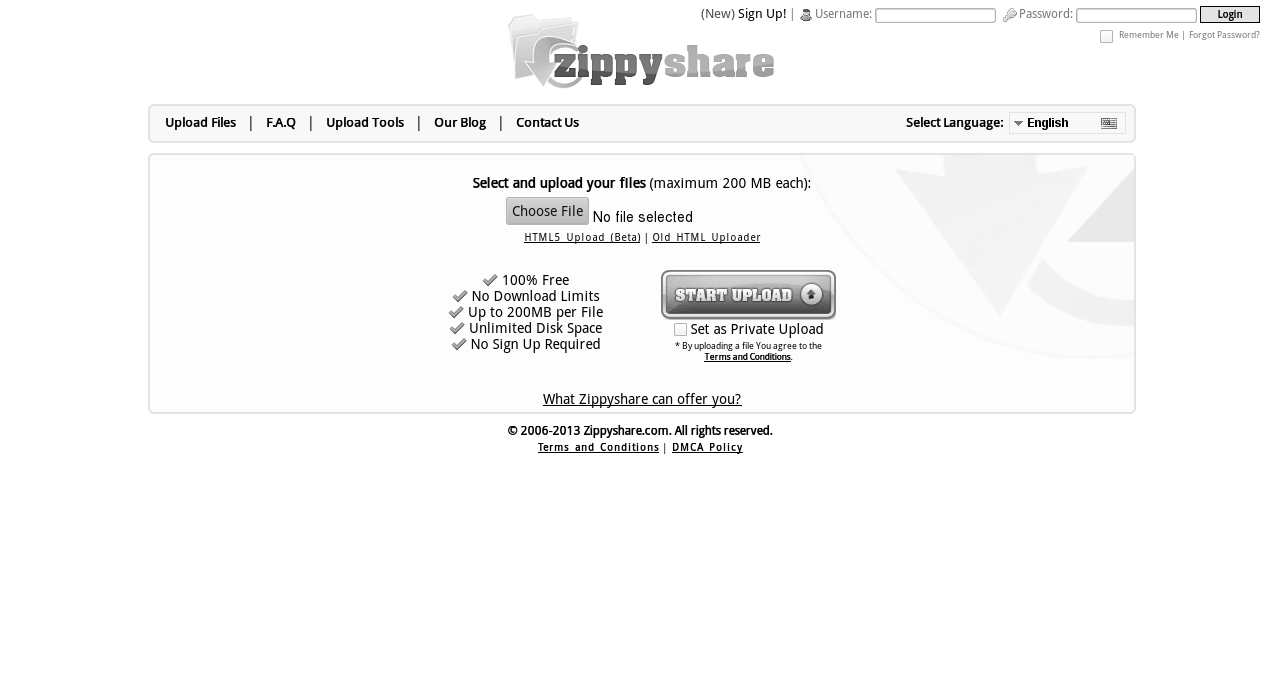 (New) Sign Up! | Username: Password: Login
Remember Me | Forgot Password?
zippyshare
Upload Files | F.A.Q | Upload Tools | Our Blog | Contact Us Select Language: English
Select and upload your files (maximum 200 MB each):
Choose File No file selected
HTML5 Upload (Beta) | Old HTML Uploader
100% Free
No Download Limits
Up to 200MB per File
Unlimited Disk Space
No Sign Up Required
START UPLOAD
Set as Private Upload
* By uploading a file You agree to the
Terms and Conditions.
What Zippyshare can offer you?
© 2006-2013 Zippyshare.com. All rights reserved.
Terms and Conditions | DMCA Policy